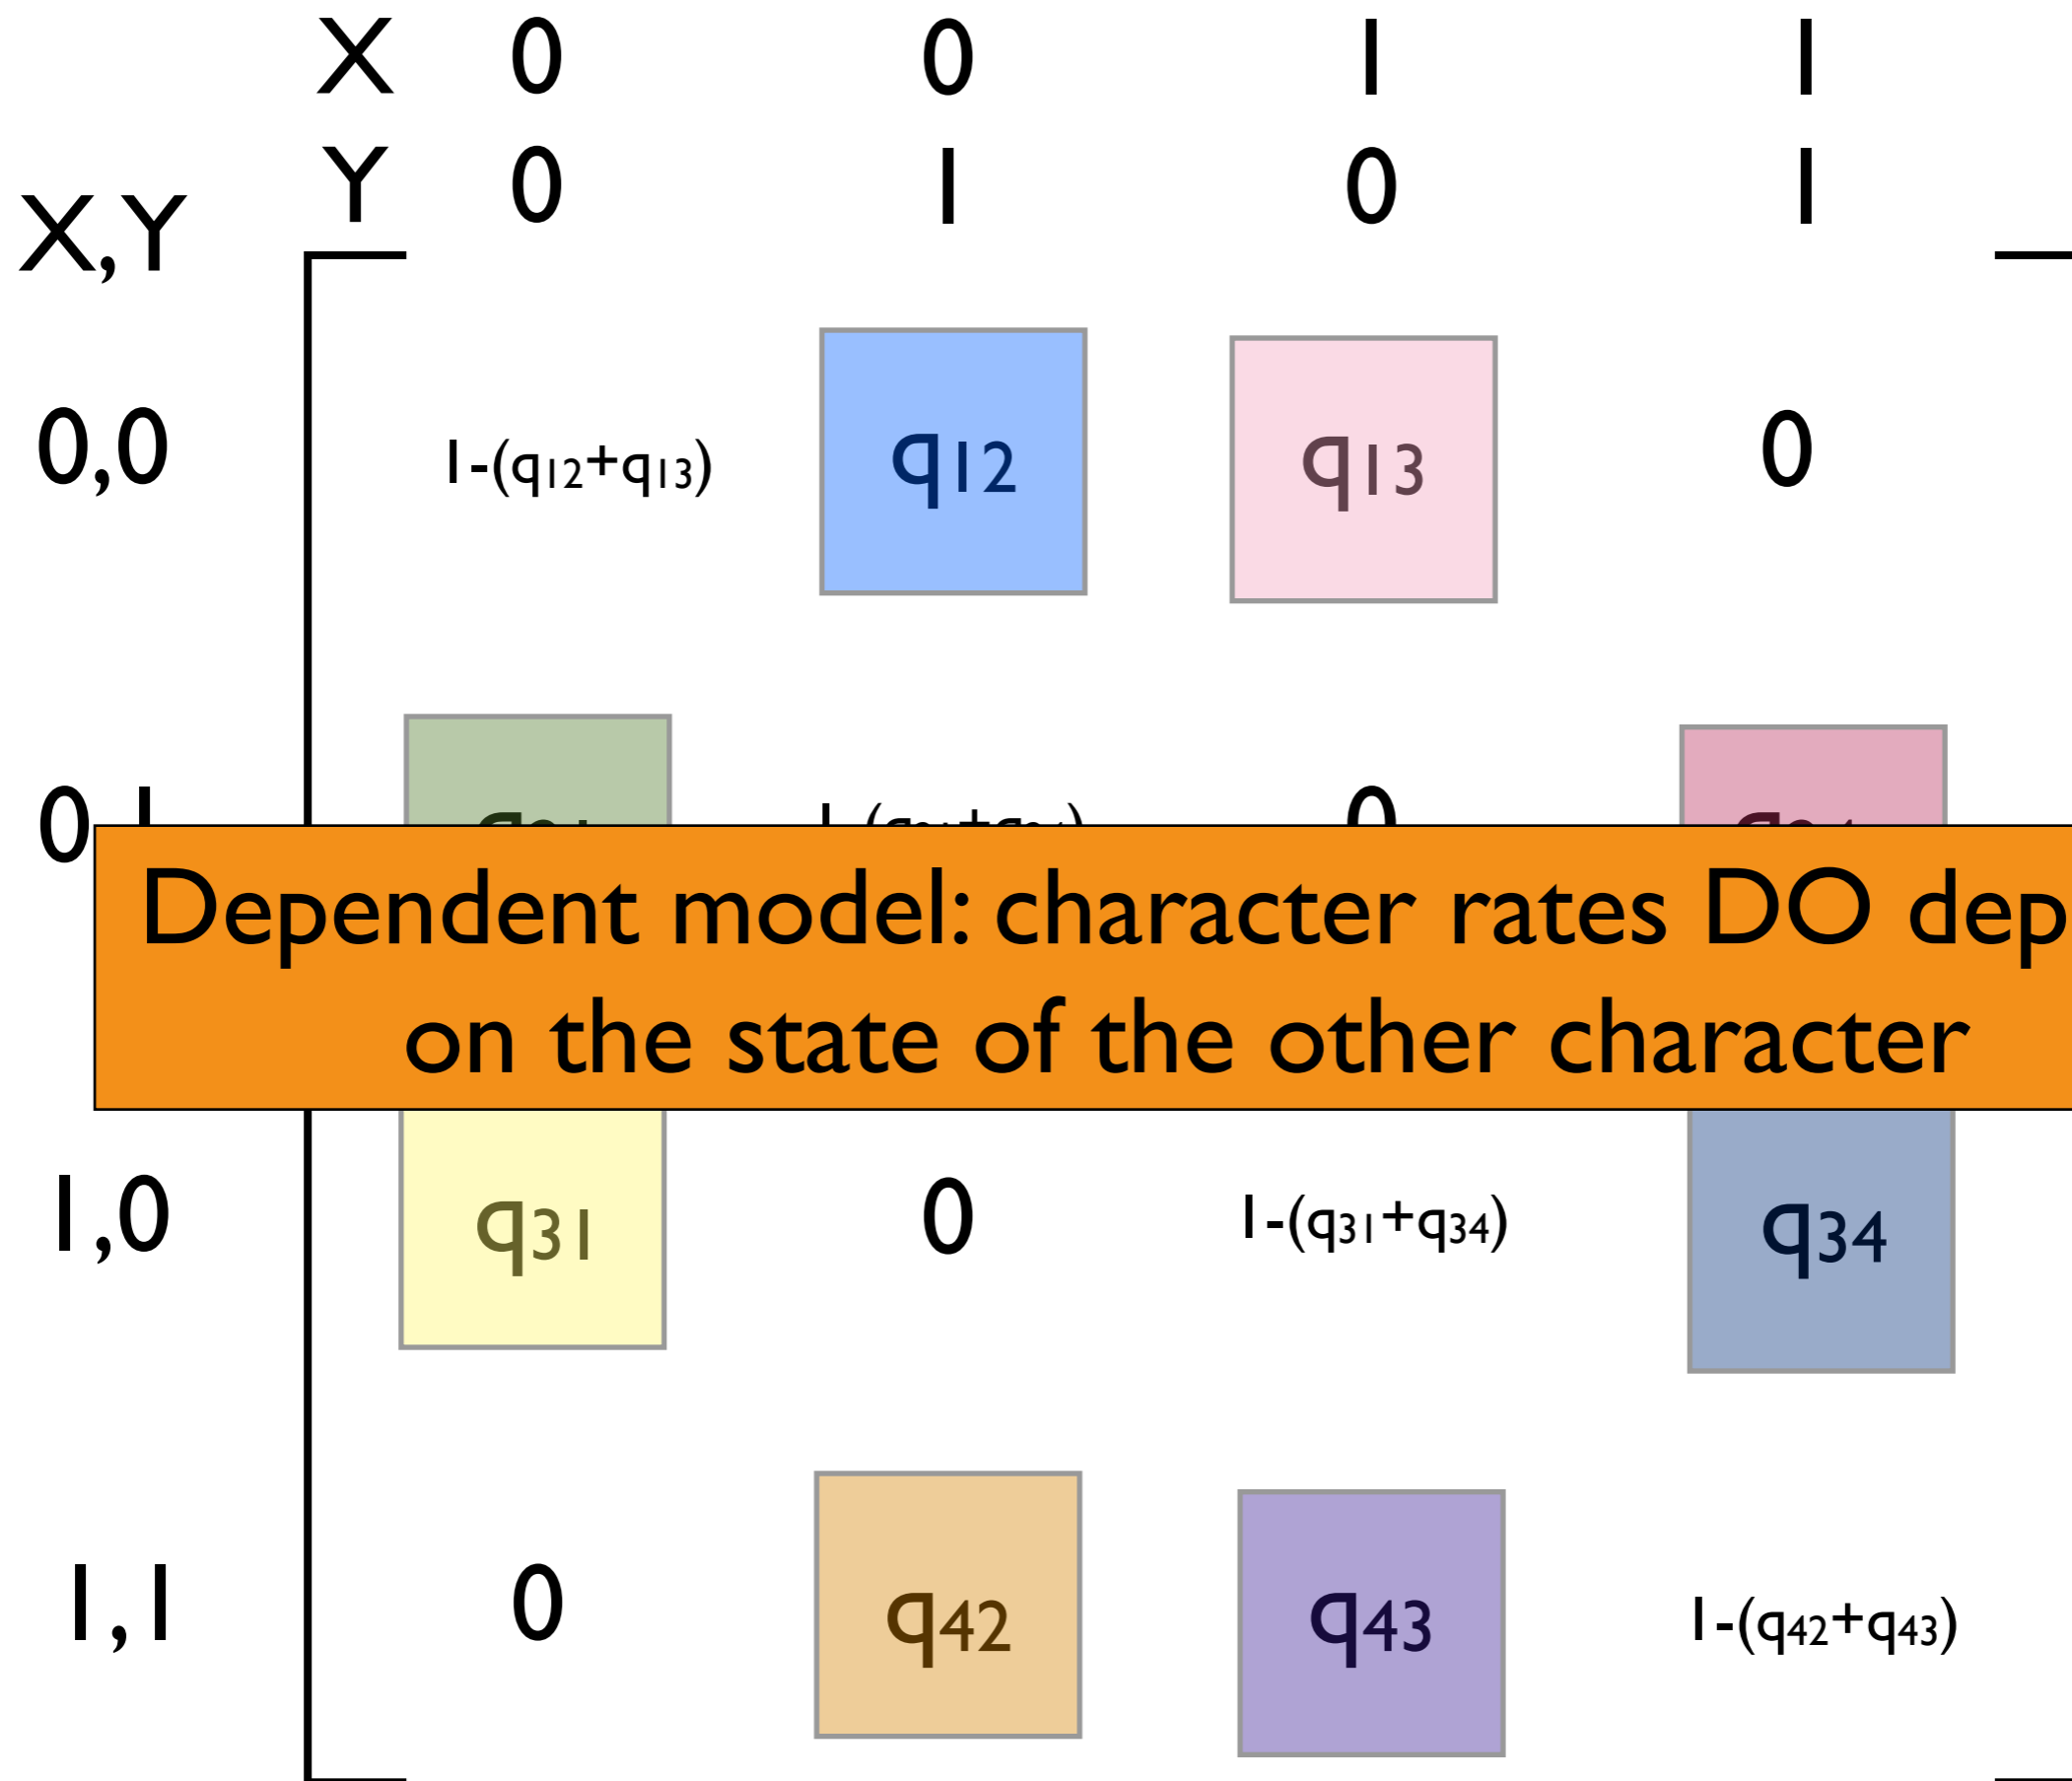 X 0 0 1 1
Y 0 1 0 1
X,Y
0,0 1-(q12+q13) q12 q13 0
0
Dependent model: character rates DO dep
on the state of the other character
1,0 q31 0 1-(q31+q34) q34
1,1 0 q42 q43 1-(q42+q43)